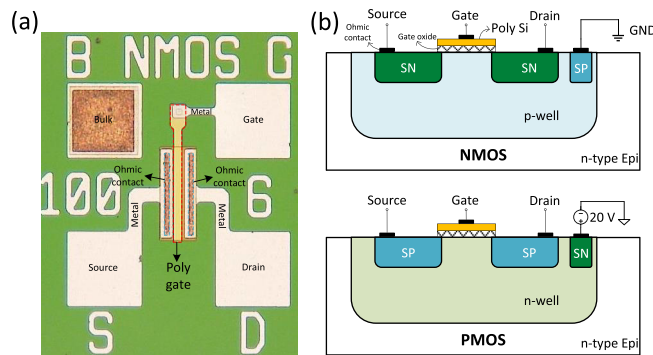 (a)
B NMOS G
Bulk
Metal
Gate
Ohmic
contact
Ohmic
contact
100
6
Metal
Metal
Source
Poly
gate
Drain
S
D
(b)
Source
Gate
Drain
Ohmic
contact
Gate oxide
Poly Si
GND
SN
SN
SP
p-well
NMOS
n-type Epi
Source
Gate
Drain
20 V
SP
SP
SN
n-well
PMOS
n-type Epi